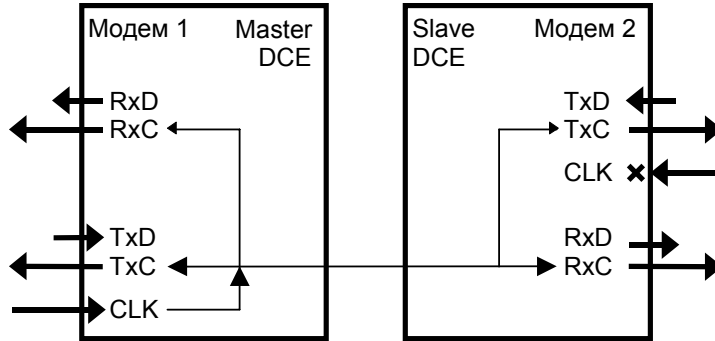 Модем 1
Master
DCE
RxD
RxC
TxD
TxC
CLK
Slave
DCE
Модем 2
TxD
TxC
CLK
RxD
RxC